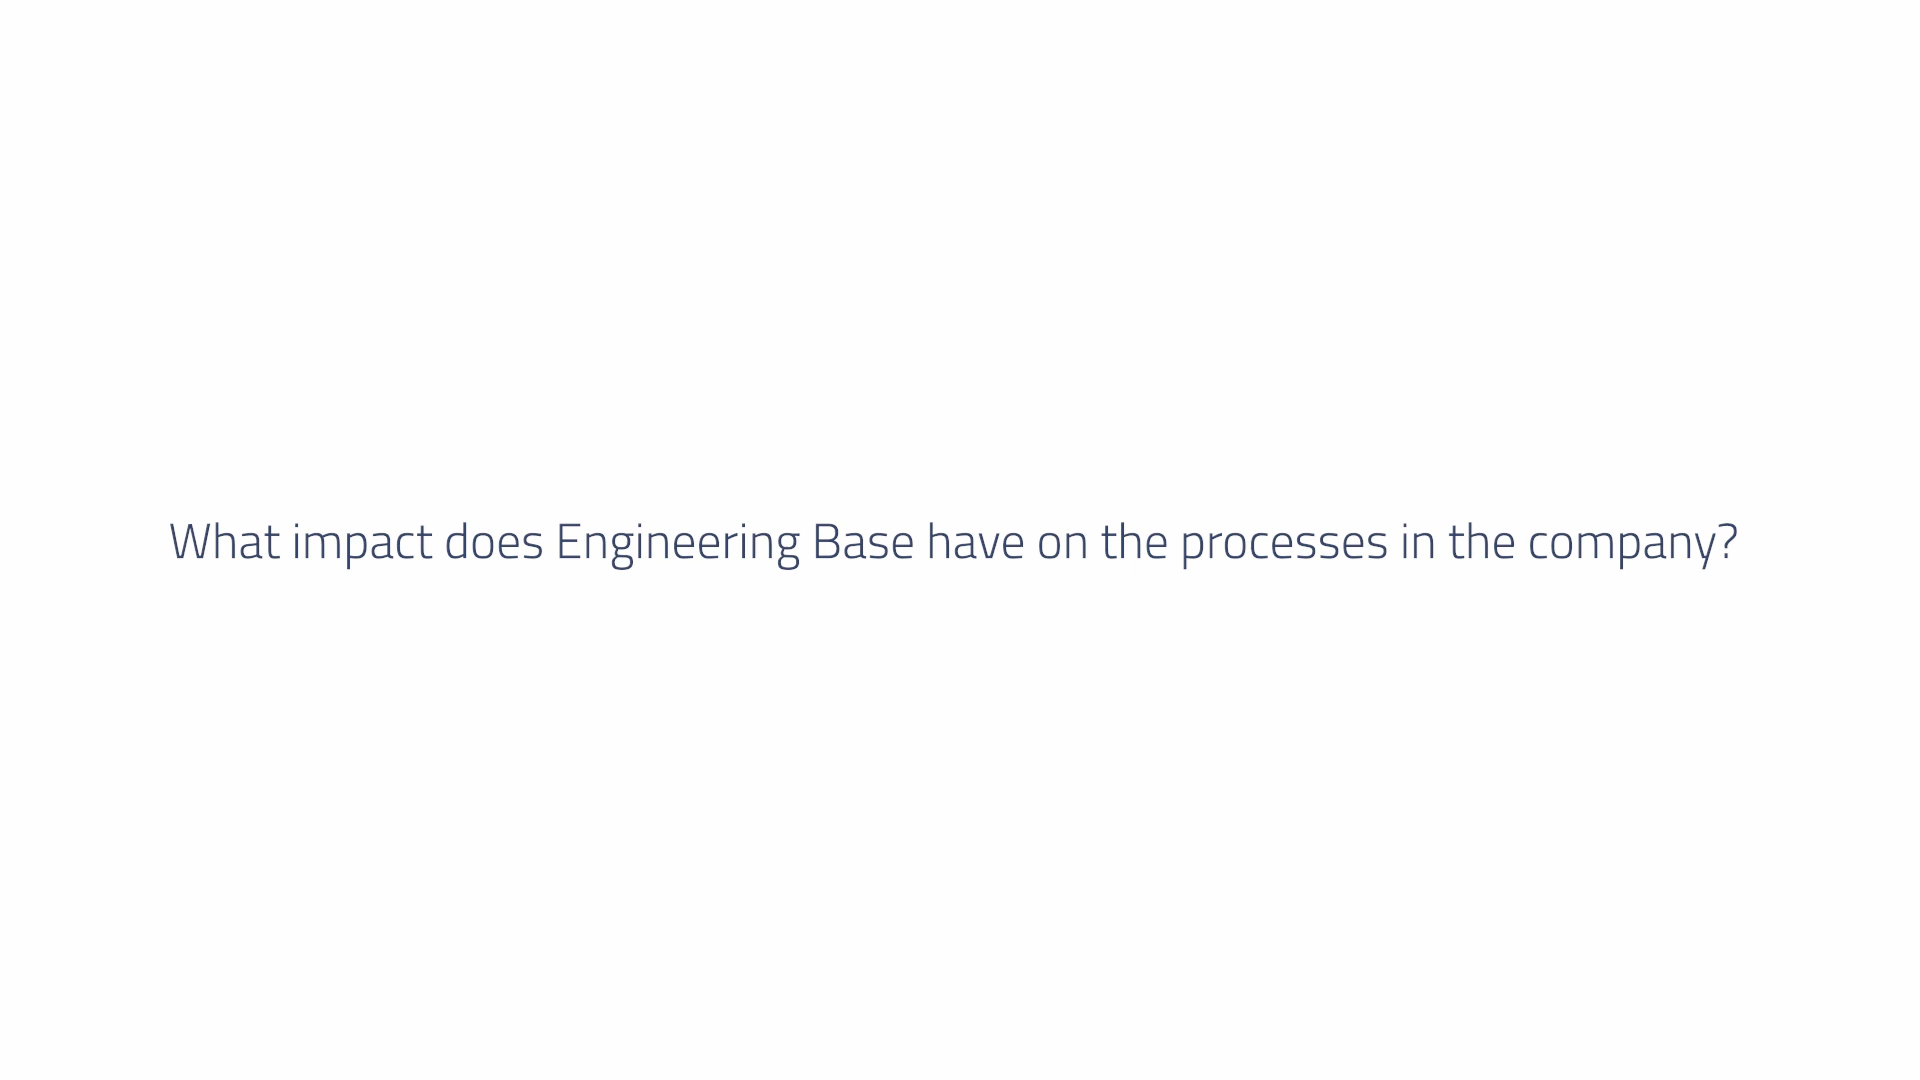 What impact does Engineering Base have on the processes in the company?